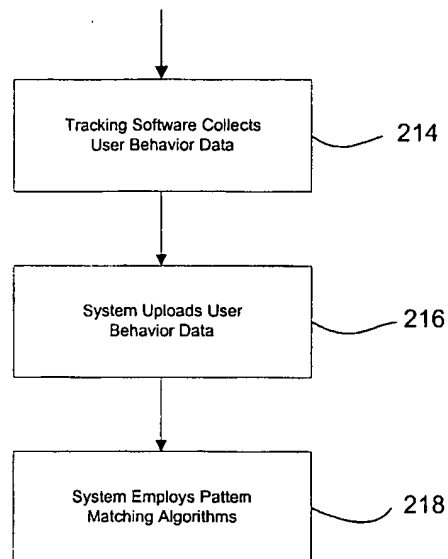 Tracking Software Collects
User Behavior Data
214
System Uploads User
Behavior Data
216
System Employs Pattern
Matching Algorithms
218